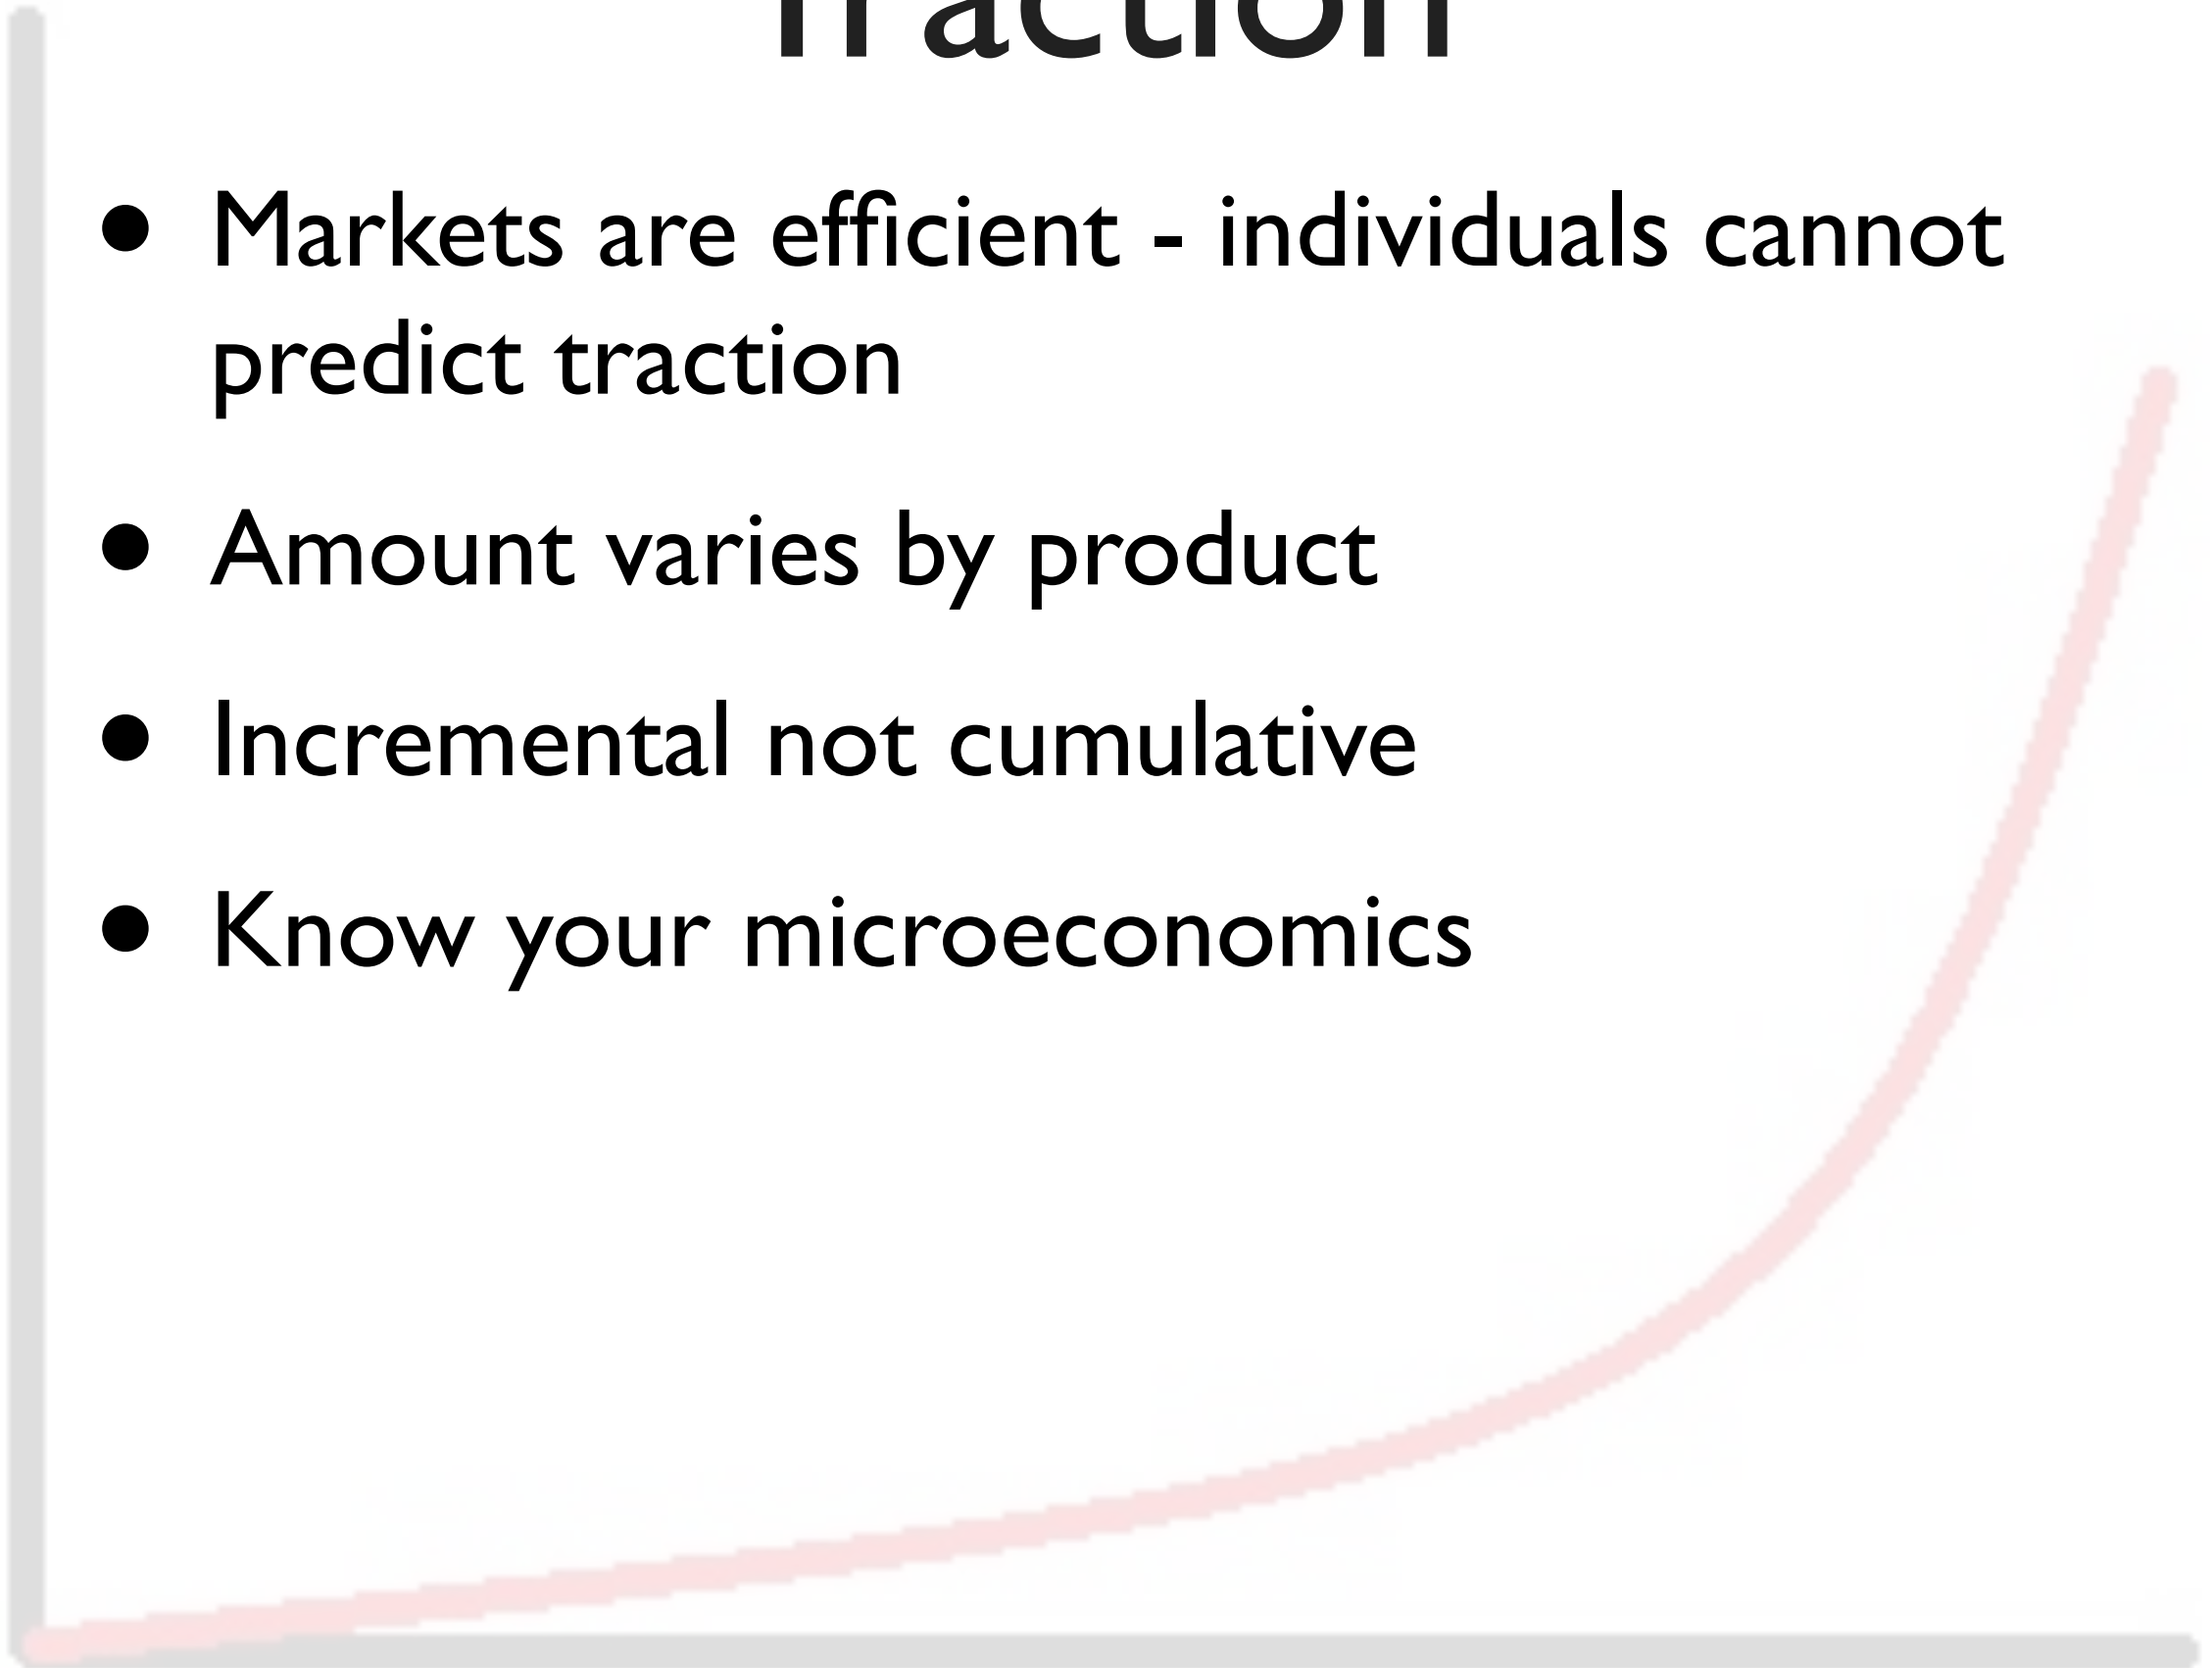 Traction
• Markets are efficient - individuals cannot
predict traction
• Amount varies by product
• Incremental not cumulative
• Know your microeconomics